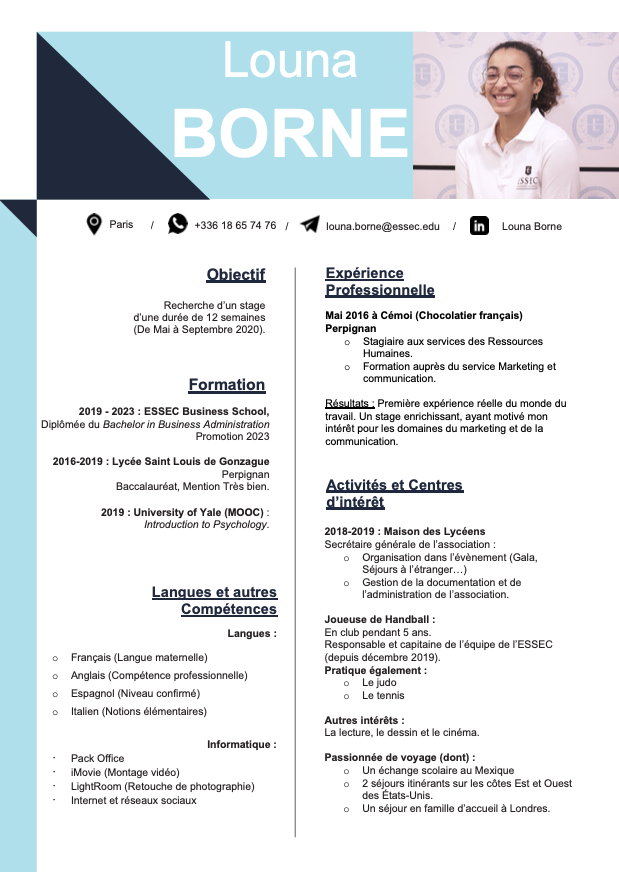 Louna
BORNE
ESSEC
Paris / +336 18 65 74 76 / louna.borne@essec.edu / in Louna Borne
Obiectif
Recherche d'un stage
d'une durée de 12 semaines
(De Mai à Septembre 2020).
Formation
2019 - 2023 : ESSEC Business School,
Diplômée du Bachelor in Business Administration
Promotion 2023
2016-2019 : Lycée Saint Louis de Gonzague
Perpignan
Baccalauréat, Mention Très bien.
2019 : University of Yale (MOOC) :
Introduction to Psychology.
Langues et autres
Compétences
Langues :
o Français (Langue maternelle)
o Anglais (Compétence professionnelle)
o Espagnol (Niveau confirmé)
o Italien (Notions élémentaires)
Informatique :
· Pack Office
· iMovie (Montage vidéo)
· LightRoom (Retouche de photographie)
· Internet et réseaux sociaux
Expérience
Professionnelle
Mai 2016 à Cémoi (Chocolatier français)
Perpignan
o Stagiaire aux services des Ressources
Humaines.
o Formation auprès du service Marketing et
communication.
Résultats : Première expérience réelle du monde du
travail. Un stage enrichissant, ayant motivé mon
intérêt pour les domaines du marketing et de la
communication.
Activités et Centres
d'intérêt
2018-2019 : Maison des Lycéens
Secrétaire générale de l'association :
o Organisation dans l'évènement (Gala,
Séjours à l'étranger…)
o Gestion de la documentation et de
l'administration de l'association.
Joueuse de Handball :
En club pendant 5 ans.
Responsable et capitaine de l'équipe de l'ESSEC
(depuis décembre 2019).
Pratique également :
o Le judo
o Le tennis
Autres intérêts :
La lecture, le dessin et le cinéma.
Passionnée de voyage (dont) :
o Un échange scolaire au Mexique
o 2 séjours itinérants sur les côtes Est et Ouest
des États-Unis.
o Un séjour en famille d'accueil à Londres.